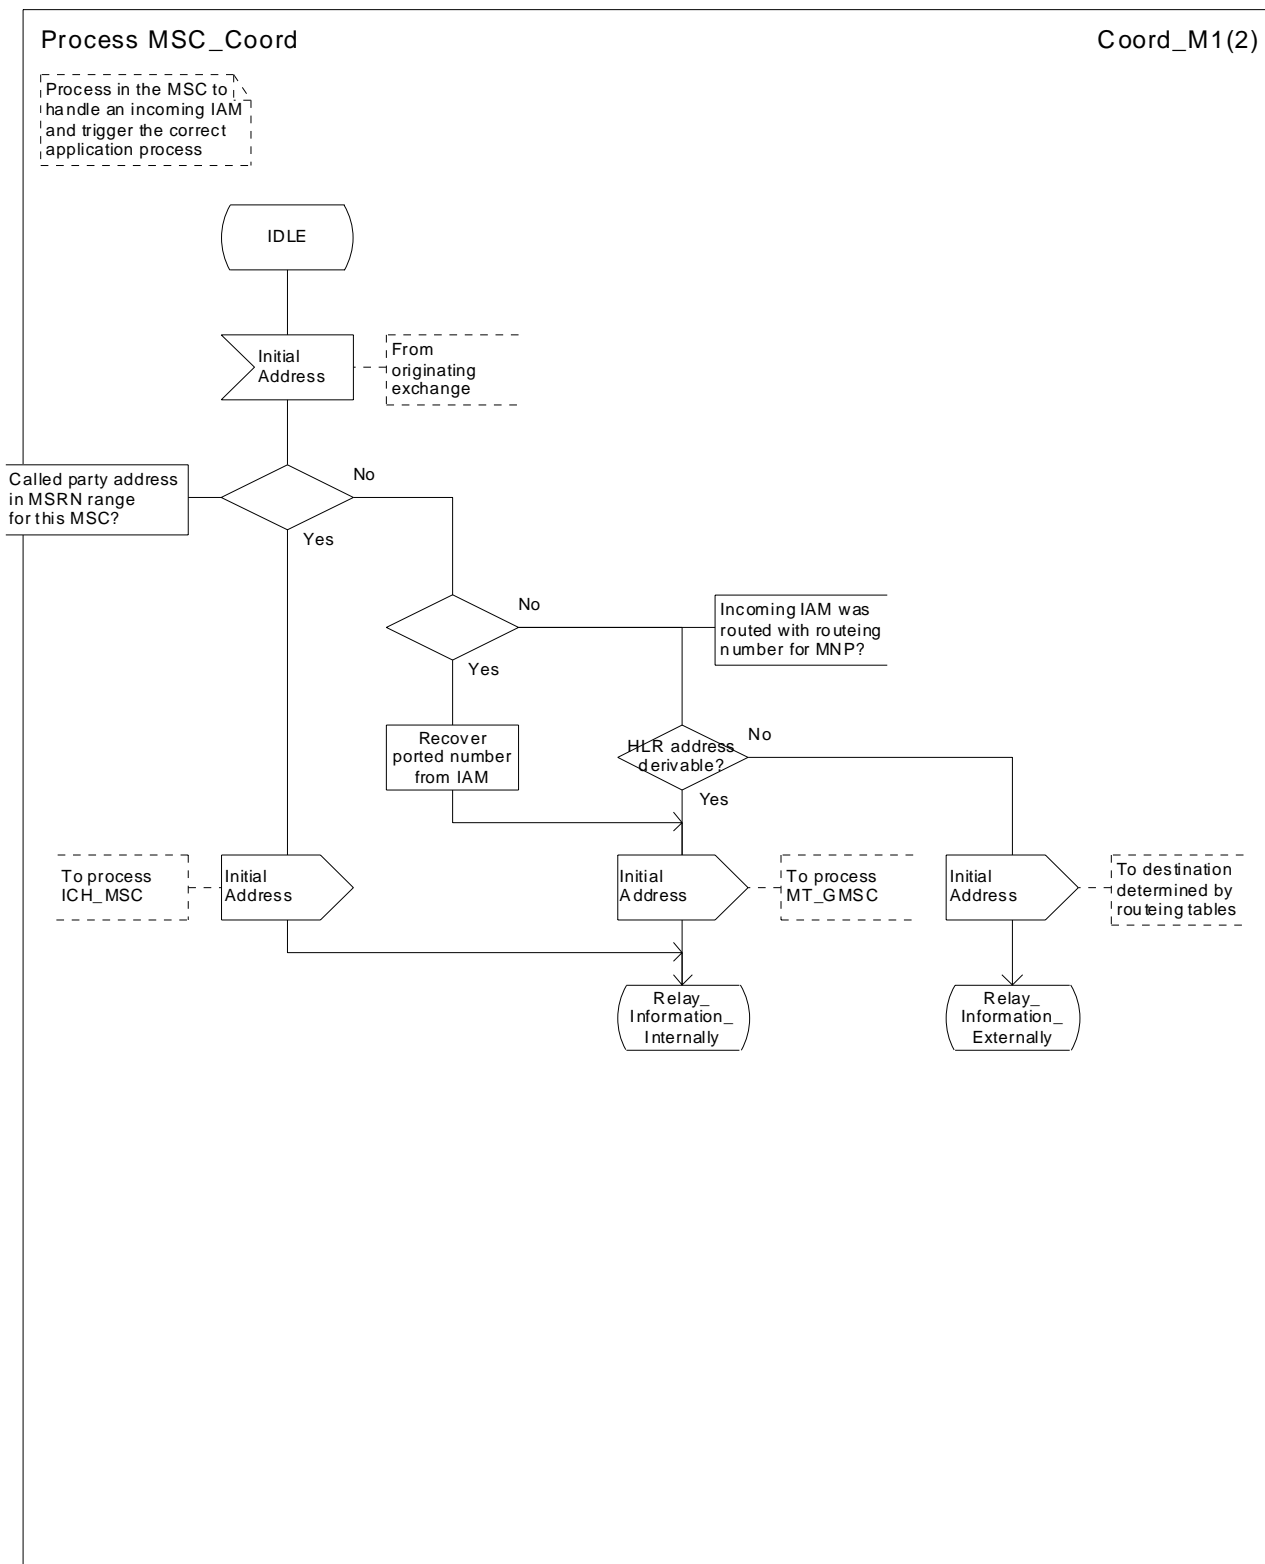 Process MSC_Coord
Coord_M1(2)
Process in the MSC to
handle an incoming IAM
and trigger the correct
application process
IDLE
Initial
Address
From
originating
exchange
Called party address
in MSRN range
for this MSC?
No
Yes
No
Yes
Incoming IAM was
routed with routeing
number for MNP?
Recover
ported number
from IAM
HLR address
derivable?
No
Yes
To process
ICH_MSC
Initial
Address
Initial
Address
To process
MT_GMSC
Initial
Address
To destination
determined by
routeing tables
Relay_
Information_
Internally
Relay_
Information_
Externally